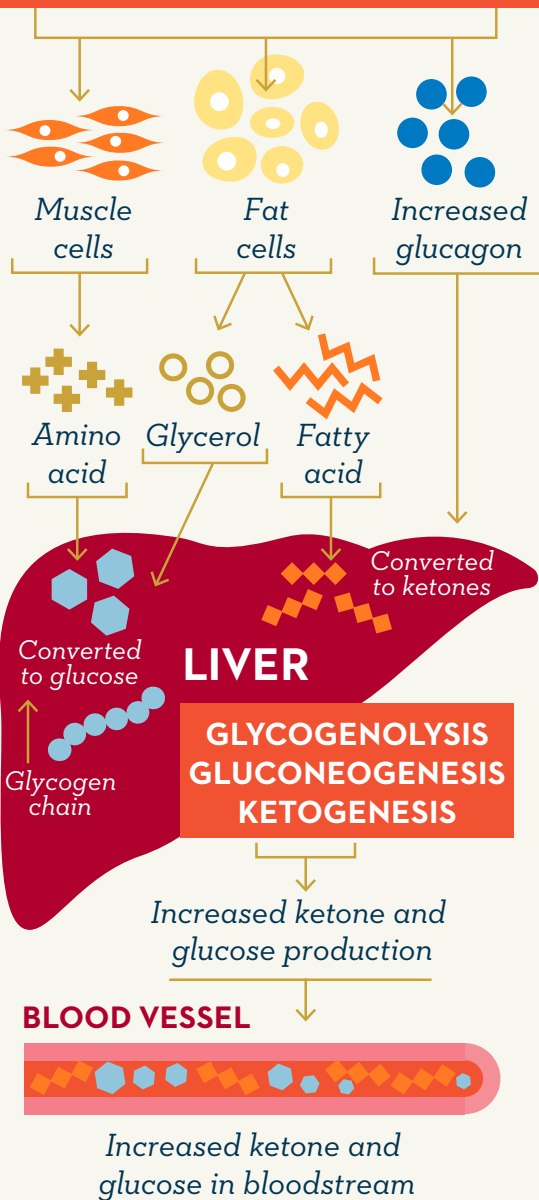 Muscle
cells
Fat
cells
Increased
glucagon
Amino
acid
Glycerol
Fatty
acid
Converted
to ketones
Converted
to glucose
LIVER
Glycogen
chain
GLYCOGENOLYSIS
GLUCONEOGENESIS
KETOGENESIS
Increased ketone and
glucose production
BLOOD VESSEL
Increased ketone and
glucose in bloodstream